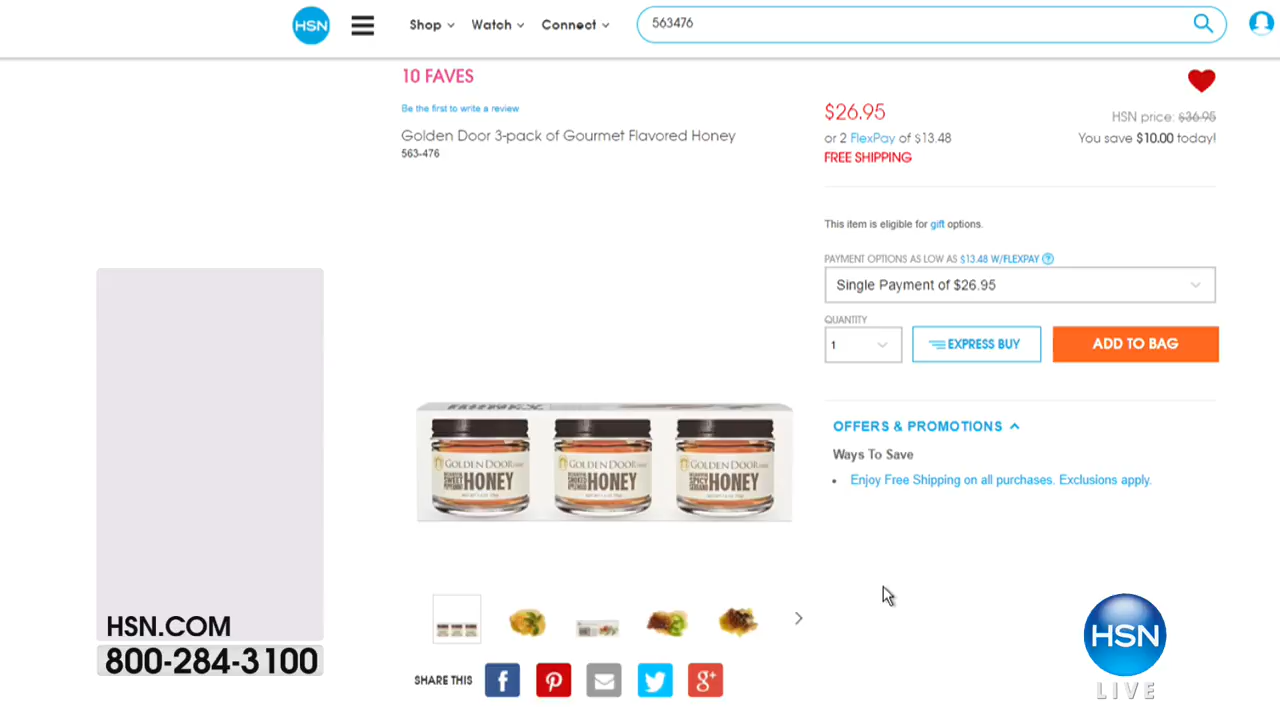 HSN
Shop
Watch
Connect
563476
10 FAVES
Be the first to write a review
Golden Door 3-pack of Gourmet Flavored Honey
563-476
$26.95
HSN price: $36.95
or 2 FlexPay of $13.48
You save $10.00 today!
FREE SHIPPING
This item is eligible for gift options.
PAYMENT OPTIONS AS LOW AS $13.48 W/FLEXPAY ?
Single Payment of $26.95
QUANTITY
1
EXPRESS BUY
ADD TO BAG
OFFERS & PROMOTIONS
Ways To Save
Enjoy Free Shipping on all purchases. Exclusions apply.
GOLDEN DOOR
HONEY
GOLDEN DOOR
HONEY
GOLDEN DOOR
HONEY
SHARE THIS
f
g+
HSN.COM
800-284-3100
HSN
LIVE